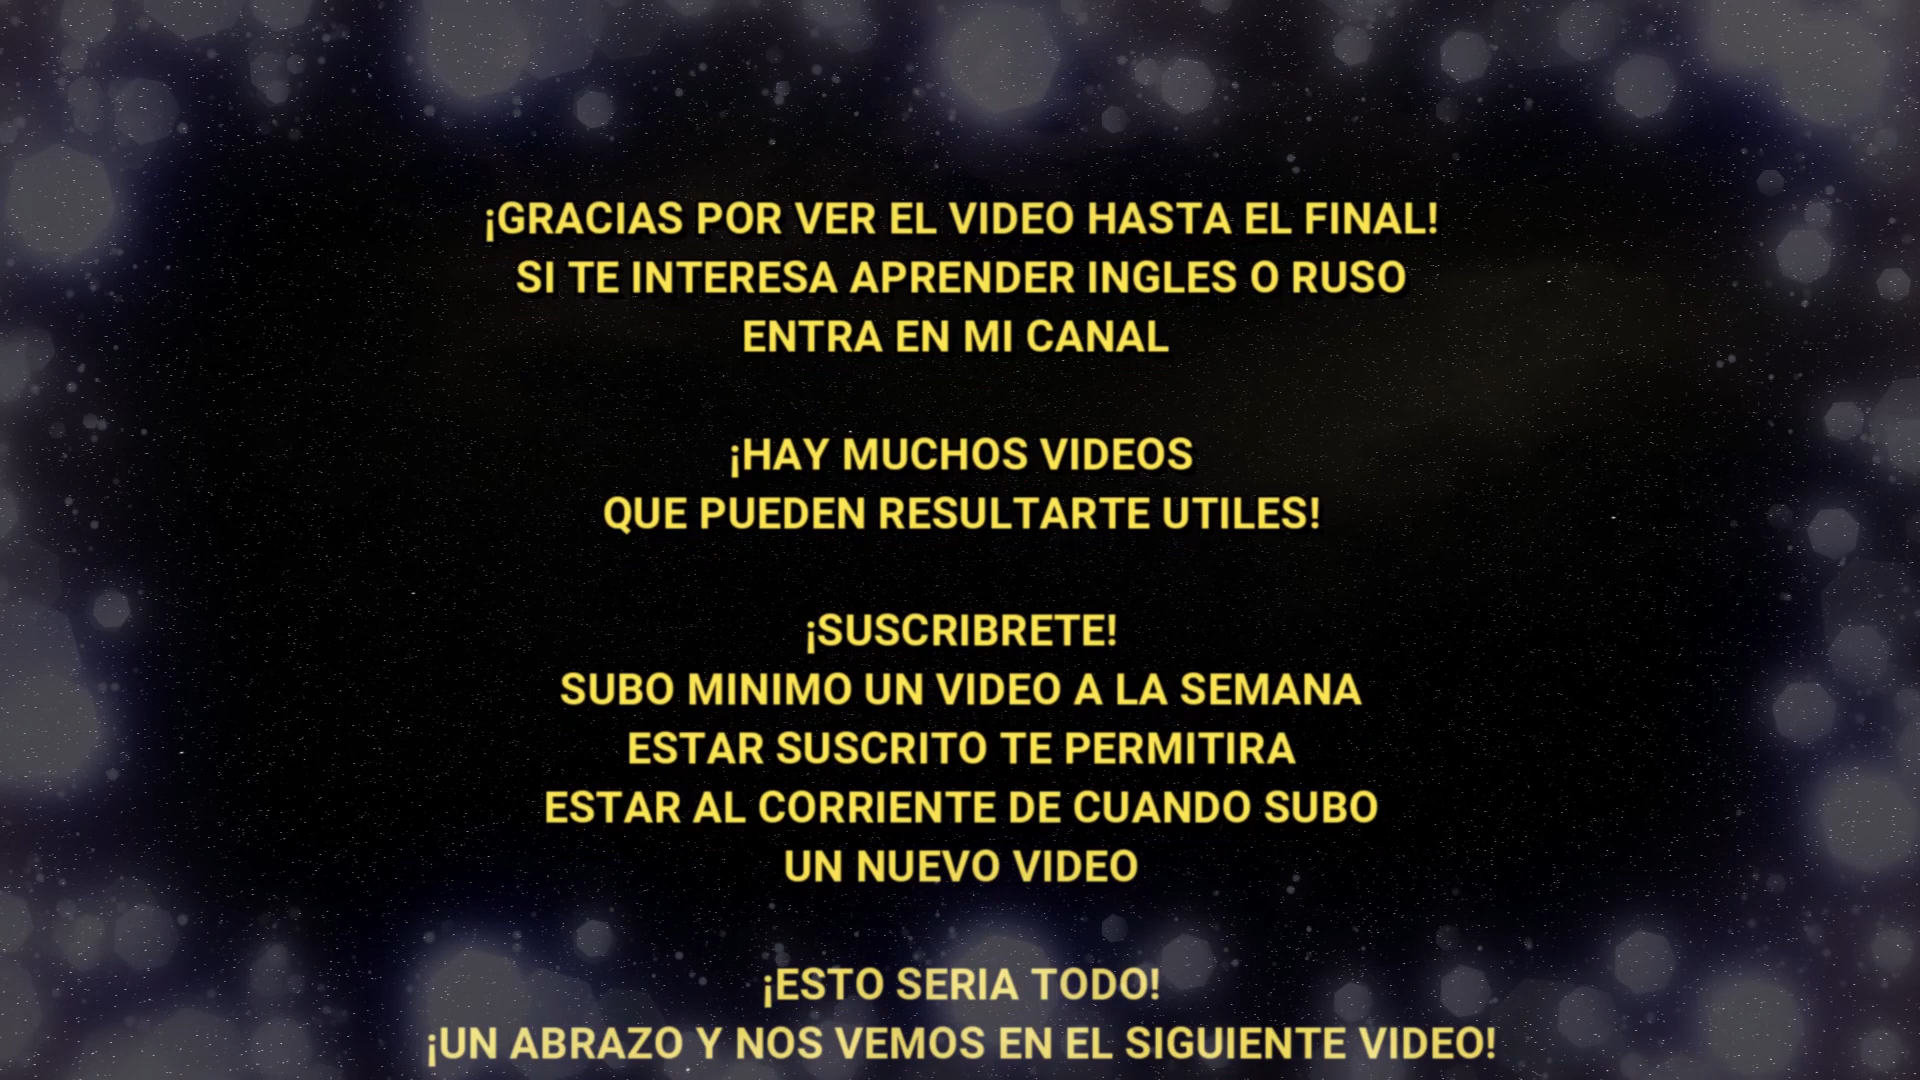 ¡GRACIAS POR VER EL VIDEO HASTA EL FINAL!
SI TE INTERESA APRENDER INGLES O RUSO
ENTRA EN MI CANAL
¡HAY MUCHOS VIDEOS
QUE PUEDEN RESULTARTE UTILES!
¡SUSCRIBRETE!
SUBO MINIMO UN VIDEO A LA SEMANA
ESTAR SUSCRITO TE PERMITIRA
ESTAR AL CORRIENTE DE CUANDO SUBO
UN NUEVO VIDEO
¡ESTO SERIA TODO!
¡UN ABRAZO Y NOS VEMOS EN EL SIGUIENTE VIDEO!